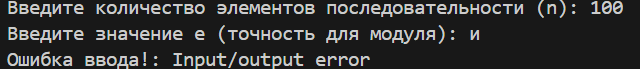 Введите количество элементов последовательности (n): 100
Введите значение e (точность для модуля): и
Ошибка ввода!: Input/output error